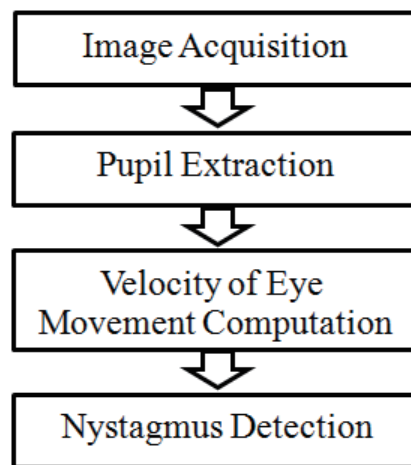 Image Acquisition
Pupil Extraction
Velocity of Eye
Movement Computation
Nystagmus Detection